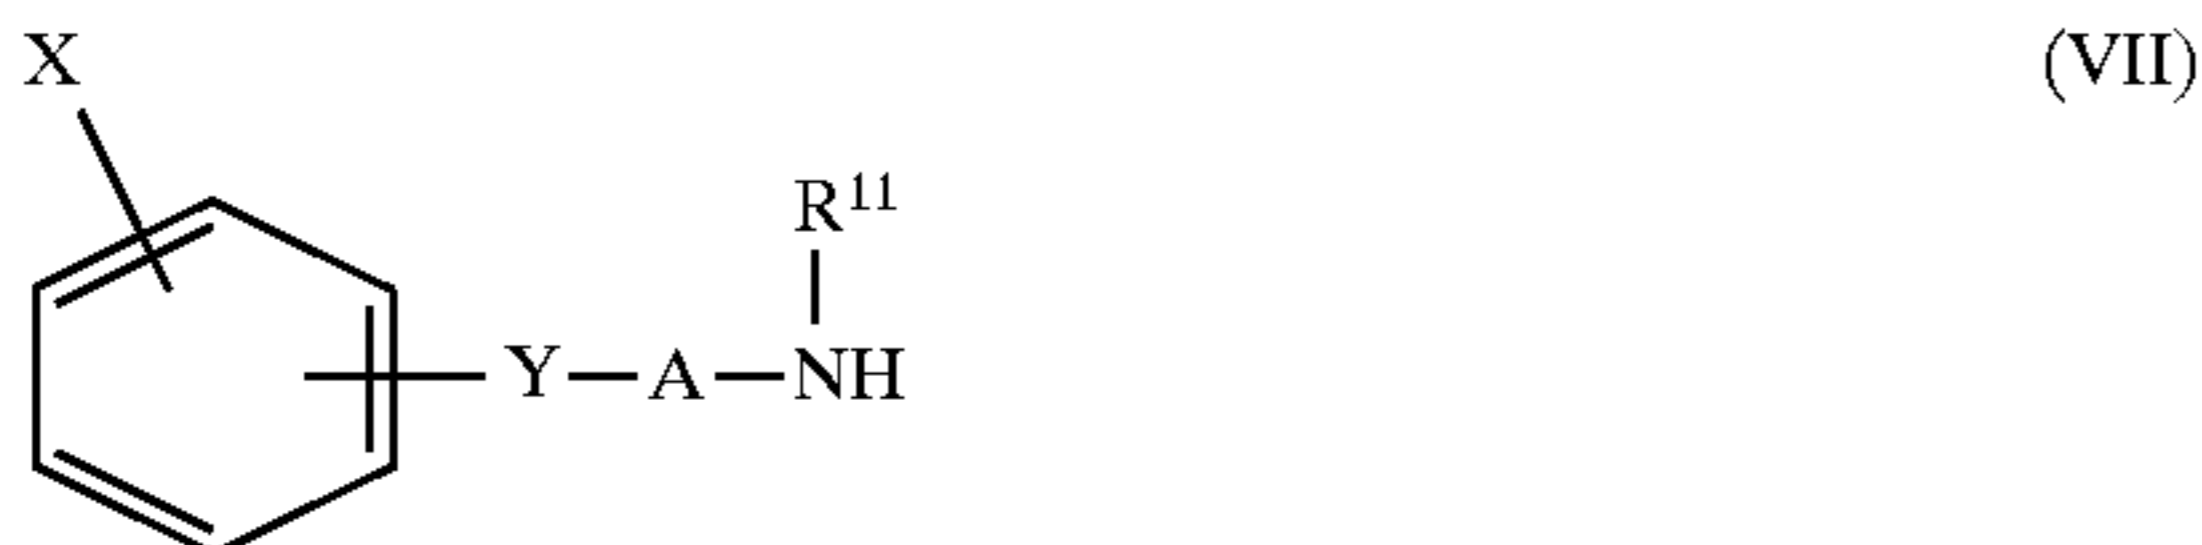 X (VII)
R¹¹
Y—A—NH